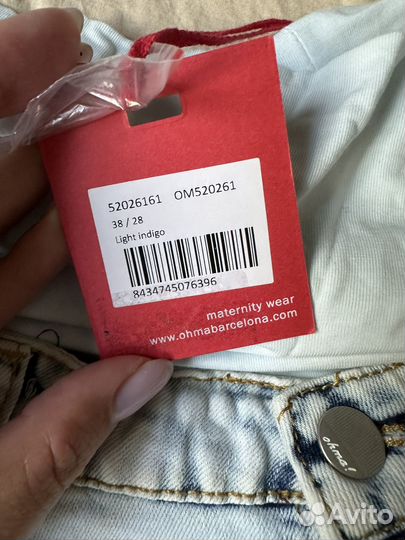 52026161 OM520261
38 / 28
Light indigo
8434745076396
maternity wear
www.ohmabarcelona.com
ohma!
Avito